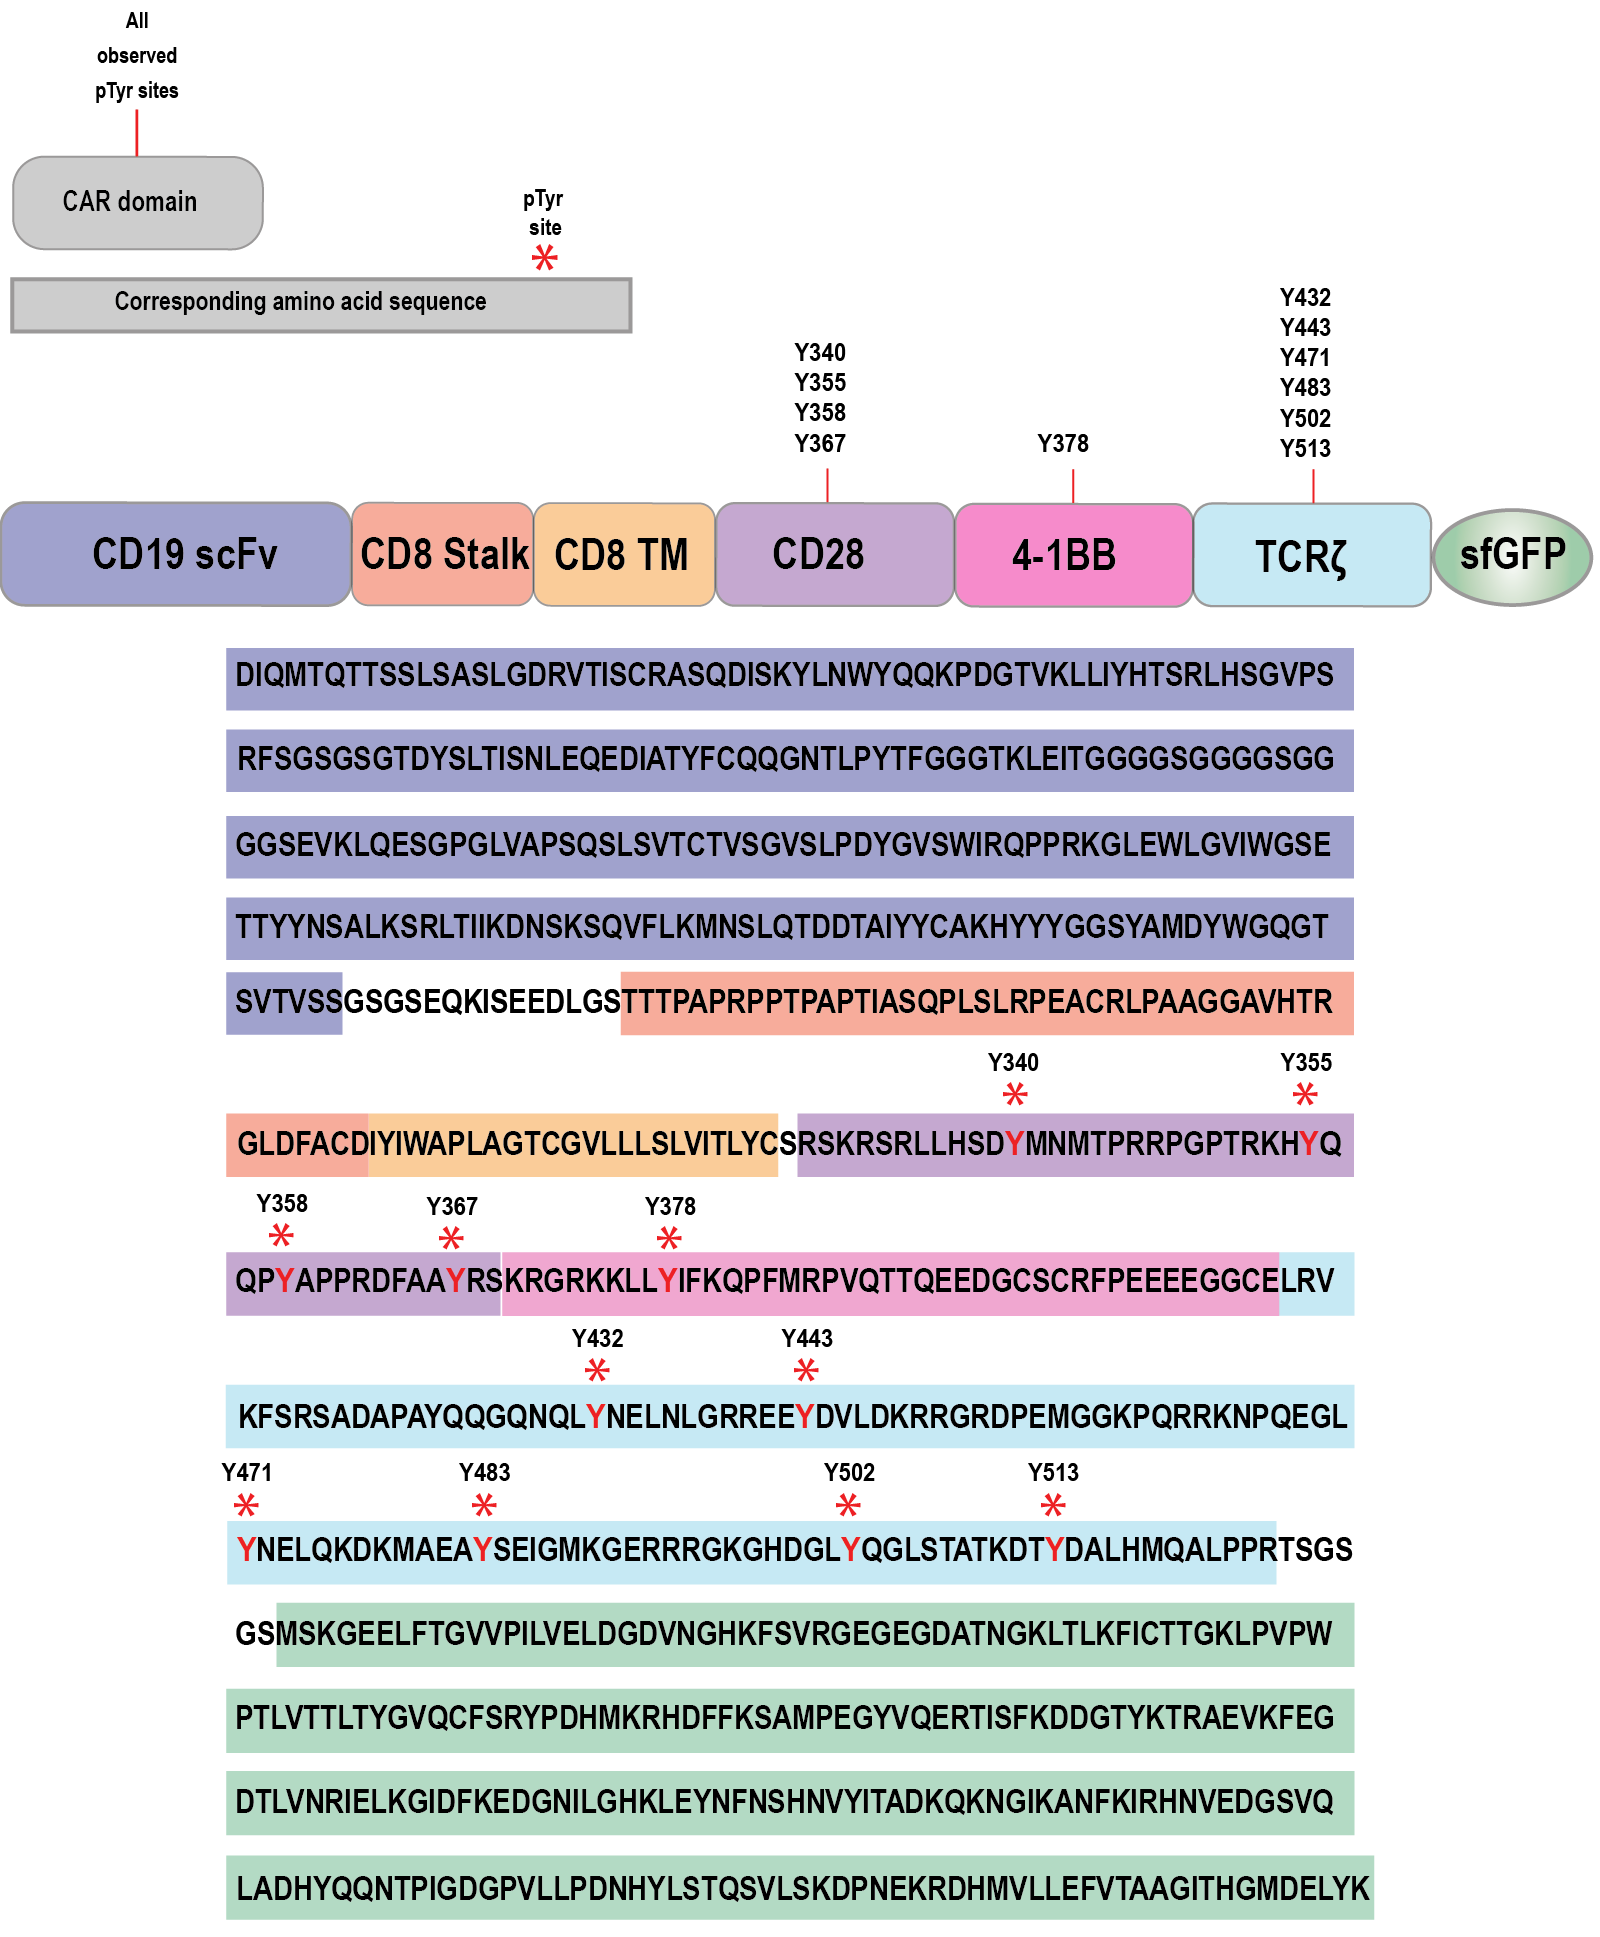 All
observed
pTyr sites
CAR domain
pTyr
site
*
Corresponding amino acid sequence
Y340
Y355
Y358
Y367
Y378
Y432
Y443
Y471
Y483
Y502
Y513
CD19 scFv CD8 Stalk CD8 TM CD28 4-1BB TCRζ sfGFP
DIQMTQTTSSLSASLGDRVTISCRASQDISKYLNWYQQKPDGTVKLLIYHTSRLHSGVPS
RFSGSGSGTDYSLTISNLEQEDIATYFCQQGNTLPYTFGGGTKLEITGGGGSGGGGSGG
GGSEVKLQESGPGLVAPSQSLSVTCTVSGVSLPDYGVSWIRQPPRKGLEWLGVIWGSE
TTYYNSALKSRLTIIKDNSKSQVFLKMNSLQTDDTAIYYCAKHYYYGGSYAMDYWGQGT
SVTVSSGSGSEQKISEEDLGSTTTPAPRPPTPAPTIASQPLSLRPEACRLPAAGGAVHTR
Y340 Y355
* *
GLDFACDIYIWAPLAGTCGVLLLSLVITLYCSRSKRSRLLHSDYMNMTPRRPGPTRKHYQ
Y358 Y367 Y378
* * *
QPYAPPRDFAAYRSKRGRKKLLYIFKQPFMRPVQTTQEEDGCSCRFPEEEEGGCELRV
Y432 Y443
* *
KFSRSADAPAYQQGQNQLYNELNLGRREEYDVLDKRRGRDPEMGGKPQRRKNPQEGL
Y471 Y483 Y502 Y513
* * * *
YNELQKDKMAEAYSEIGMKGERRRGKGHDGLYQGLSTATKDTYDALHMQALPPRTSGS
GSMSKGEELFTGVVPILVELDGDVNGHKFSVRGEGEGDATNGKLTLKFICTTGKLPVPW
PTLVTTLTYGVQCFSRYPDHMKRHDFFKSAMPEGYVQERTISFKDDGTYKTRAEVKFEG
DTLVNRIELKGIDFKEDGNILGHKLEYNFNSHNVYITADKQKNGIKANFKIRHNVEDGSVQ
LADHYQQNTPIGDGPVLLPDNHYLSTQSVLSKDPNEKRDHMVLLEFVTAAGITHGMDELYK